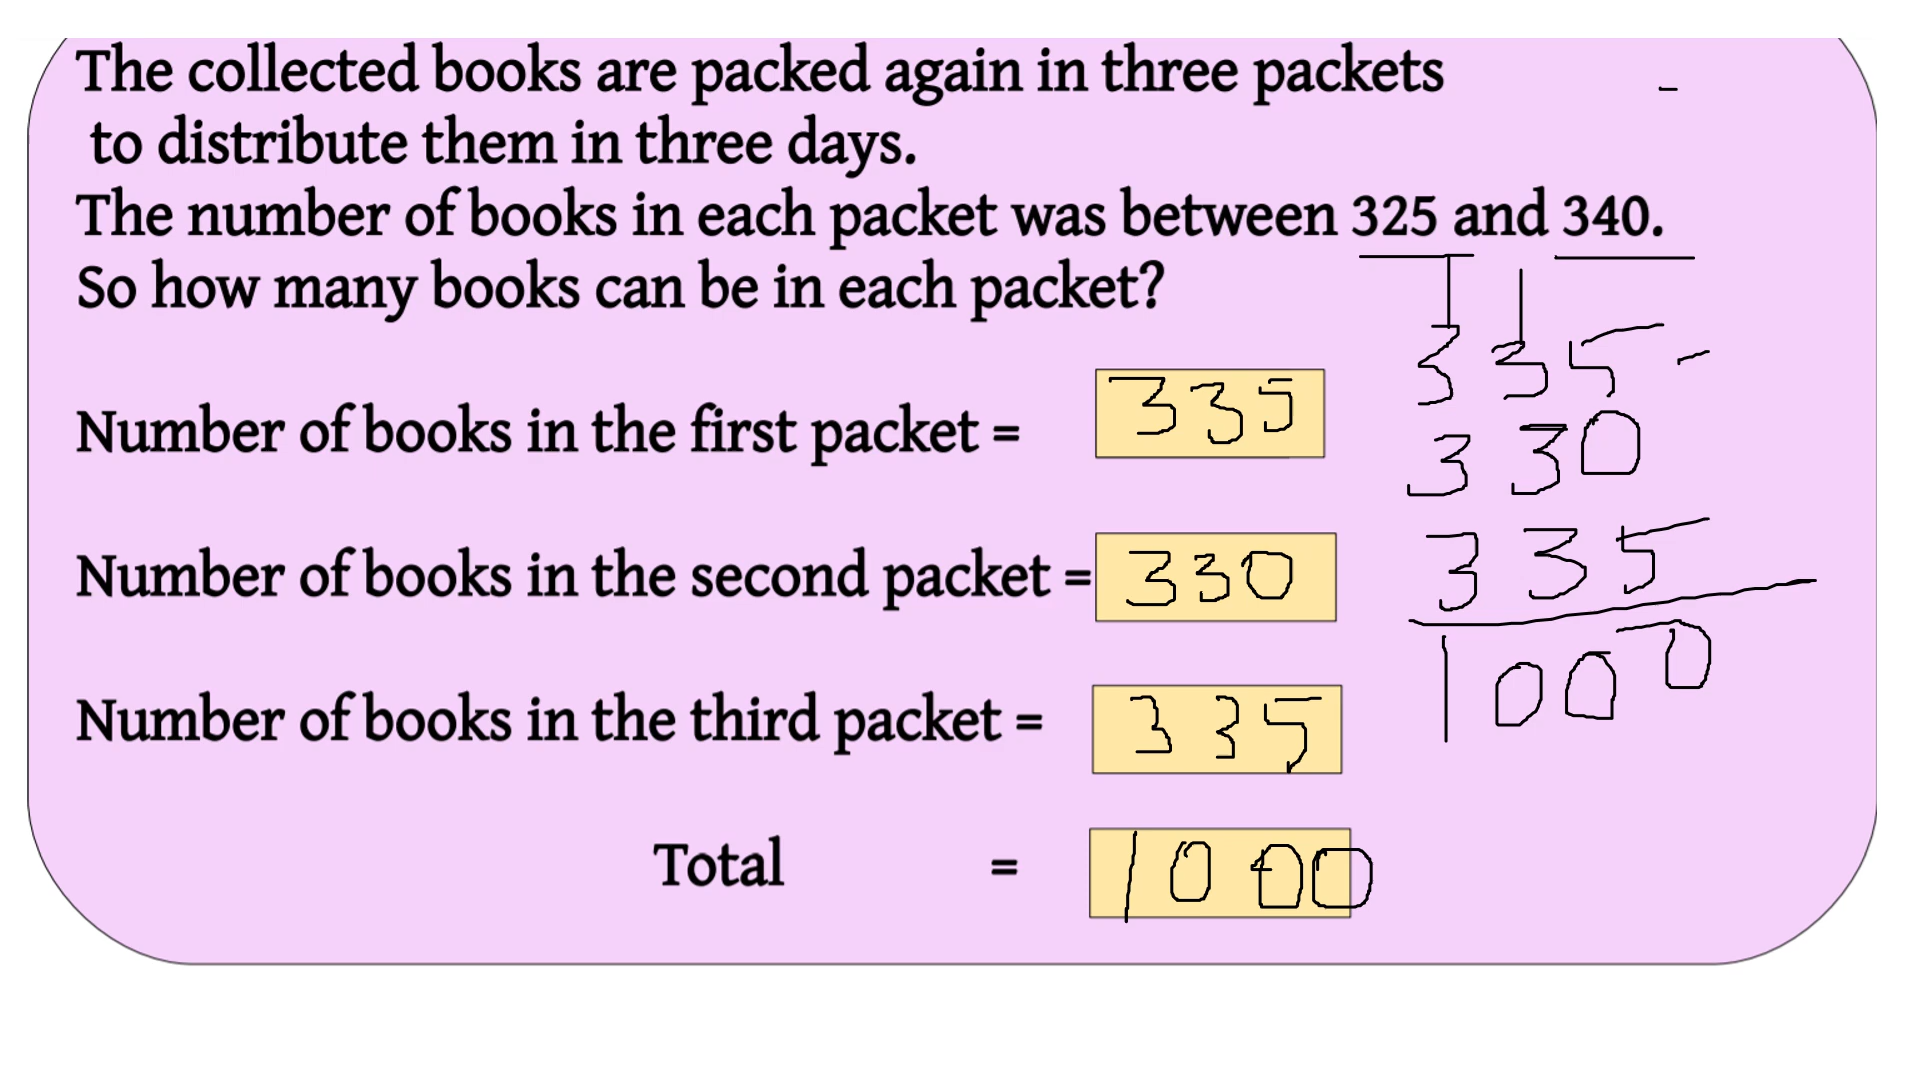 The collected books are packed again in three packets
to distribute them in three days.
The number of books in each packet was between 325 and 340.
So how many books can be in each packet?
335
330
335
1000
Number of books in the first packet = 335
Number of books in the second packet = 330
Number of books in the third packet = 335
Total = 1000